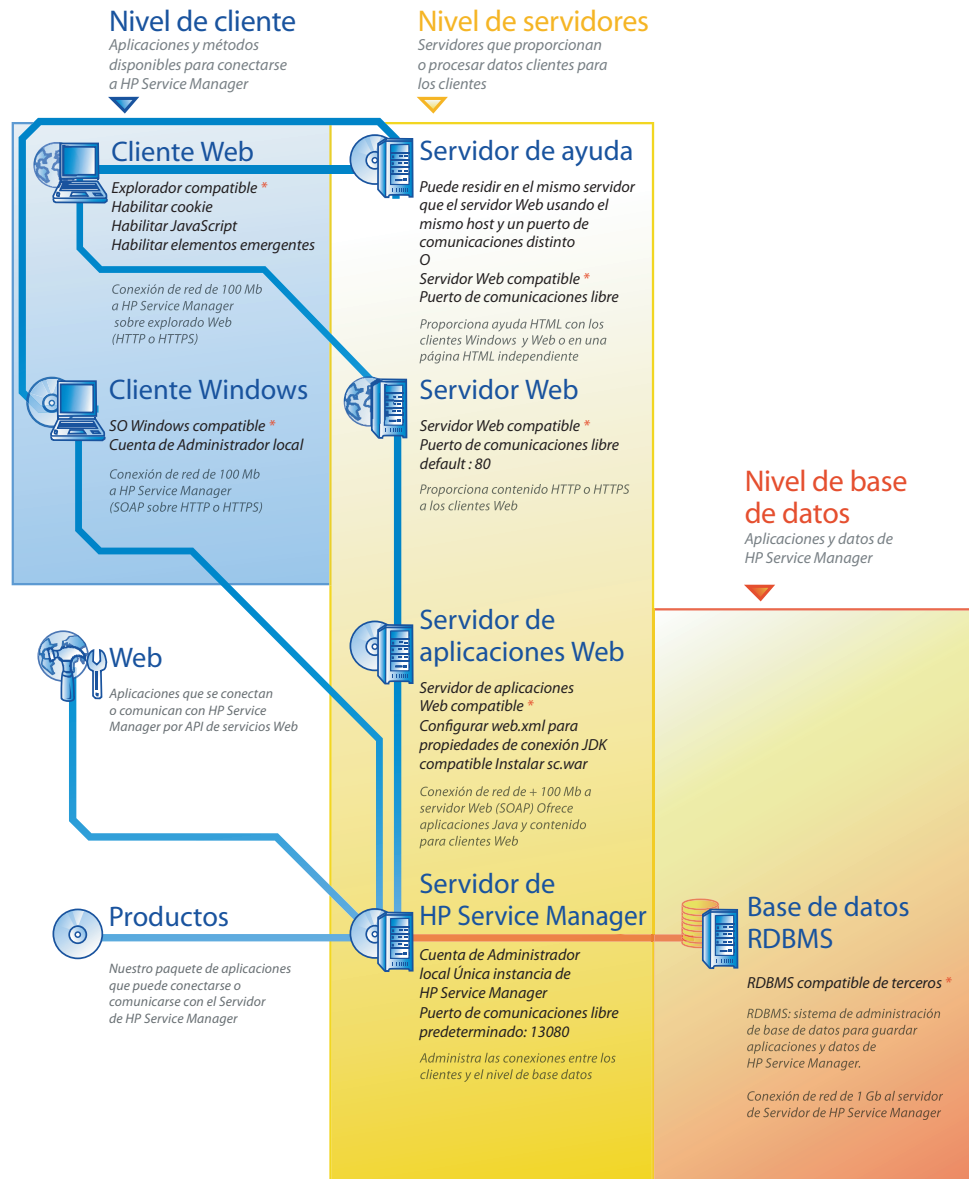 Nivel de cliente
Aplicaciones y métodos
disponibles para conectarse
a HP Service Manager
Nivel de servidores
Servidores que proporcionan
o procesar datos clientes para
los clientes
Cliente Web
Explorador compatible *
Habilitar cookie
Habilitar JavaScript
Habilitar elementos emergentes
Conexión de red de 100 Mb
a HP Service Manager
sobre explorado Web
(HTTP o HTTPS)
Servidor de ayuda
Puede residir en el mismo servidor
que el servidor Web usando el
mismo host y un puerto de
comunicaciones distinto
O
Servidor Web compatible *
Puerto de comunicaciones libre
Proporciona ayuda HTML con los
clientes Windows y Web o en una
página HTML independiente
Cliente Windows
SO Windows compatible *
Cuenta de Administrador local
Conexión de red de 100 Mb
a HP Service Manager
(SOAP sobre HTTP o HTTPS)
Servidor Web
Servidor Web compatible *
Puerto de comunicaciones libre
default : 80
Proporciona contenido HTTP o HTTPS
a los clientes Web
Nivel de base
de datos
Aplicaciones y datos de
HP Service Manager
Web
Aplicaciones que se conectan
o comunican con HP Service
Manager por API de servicios Web
Servidor de
aplicaciones Web
Servidor de aplicaciones
Web compatible *
Configurar web.xml para
propiedades de conexión JDK
compatible Instalar sc.war
Conexión de red de + 100 Mb a
servidor Web (SOAP) Ofrece
aplicaciones Java y contenido
para clientes Web
Productos
Nuestro paquete de aplicaciones
que puede conectarse o
comunicarse con el Servidor
de HP Service Manager
Servidor de
HP Service Manager
Cuenta de Administrador
local Única instancia de
HP Service Manager
Puerto de comunicaciones libre
predeterminado: 13080
Administra las conexiones entre los
clientes y el nivel de base datos
Base de datos
RDBMS
RDBMS compatible de terceros *
RDBMS: sistema de administración
de base de datos para guardar
aplicaciones y datos de
HP Service Manager.
Conexión de red de 1 Gb al servidor
de Servidor de HP Service Manager